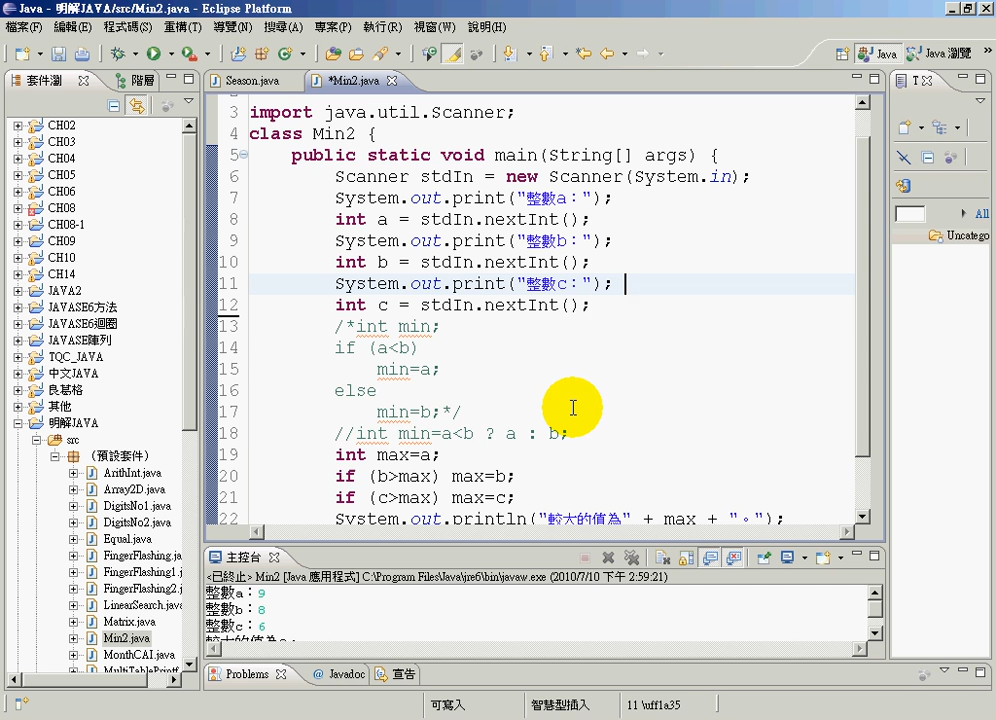 Java - 明解JAVA/src/Min2.java - Eclipse Platform
檔案(F) 編輯(E) 程式碼(S) 重構(T) 導覽(N) 搜尋(A) 專案(P) 執行(R) 視窗(W) 說明(H)
Java
Java 瀏覽
»
套件瀏
階層
Season.java
*Min2.java
T
CH02
CH03
CH04
CH05
CH06
CH08
CH08-1
CH09
CH10
CH14
JAVA2
JAVASE6方法
JAVASE6迴圈
JAVASE陣列
TQC_JAVA
中文JAVA
良葛格
其他
明解JAVA
src
(預設套件)
ArithInt.java
Array2D.java
DigitsNo1.java
DigitsNo2.java
Equal.java
FingerFlashing.ja
FingerFlashing1.j
FingerFlashing2.j
LinearSearch.java
Matrix.java
Min2.java
MonthCAI.java
MultiTablePrintf
3 import java.util.Scanner;
4 class Min2 {
5 public static void main(String[] args) {
6 Scanner stdIn = new Scanner(System.in);
7 System.out.print("整數a：");
8 int a = stdIn.nextInt();
9 System.out.print("整數b：");
10 int b = stdIn.nextInt();
11 System.out.print("整數c：");
12 int c = stdIn.nextInt();
13 /*int min;
14 if (a<b)
15 min=a;
16 else
17 min=b;*/
18 //int min=a<b ? a : b;
19 int max=a;
20 if (b>max) max=b;
21 if (c>max) max=c;
22 System.out.println("較大的值為" + max + "。");
All
Uncatego
主控台
<已終止> Min2 [Java 應用程式] C:\Program Files\Java\jre6\bin\javaw.exe (2010/7/10 下午 2:59:21)
整數a：9
整數b：8
整數c：6
Problems
@ Javadoc
宣告
可寫入
智慧型插入
11 \uff1a35